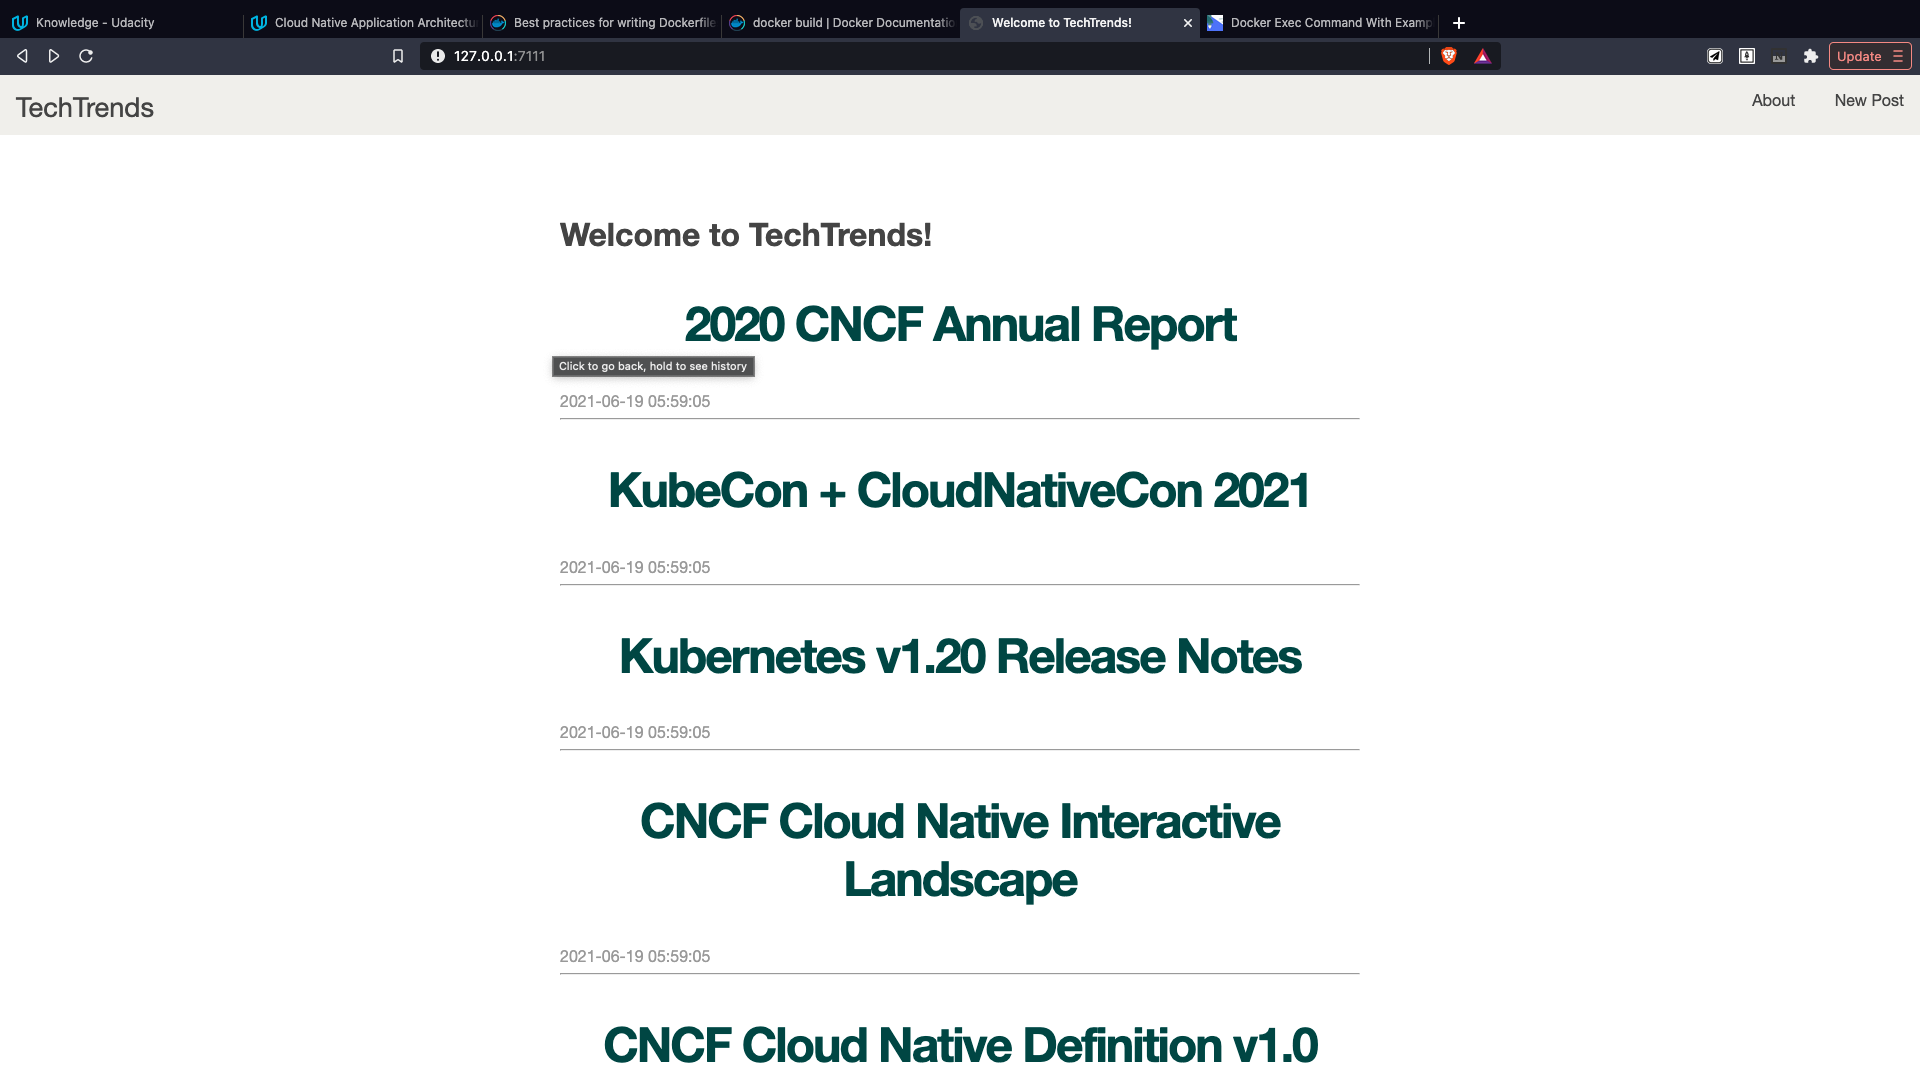 Knowledge - Udacity
Cloud Native Application Architectu
Best practices for writing Dockerfile
docker build | Docker Documentatio
Welcome to TechTrends!
Docker Exec Command With Examp
127.0.0.1:7111
Update
TechTrends
About
New Post
Welcome to TechTrends!
2020 CNCF Annual Report
Click to go back, hold to see history
2021-06-19 05:59:05
KubeCon + CloudNativeCon 2021
2021-06-19 05:59:05
Kubernetes v1.20 Release Notes
2021-06-19 05:59:05
CNCF Cloud Native Interactive
Landscape
2021-06-19 05:59:05
CNCF Cloud Native Definition v1.0